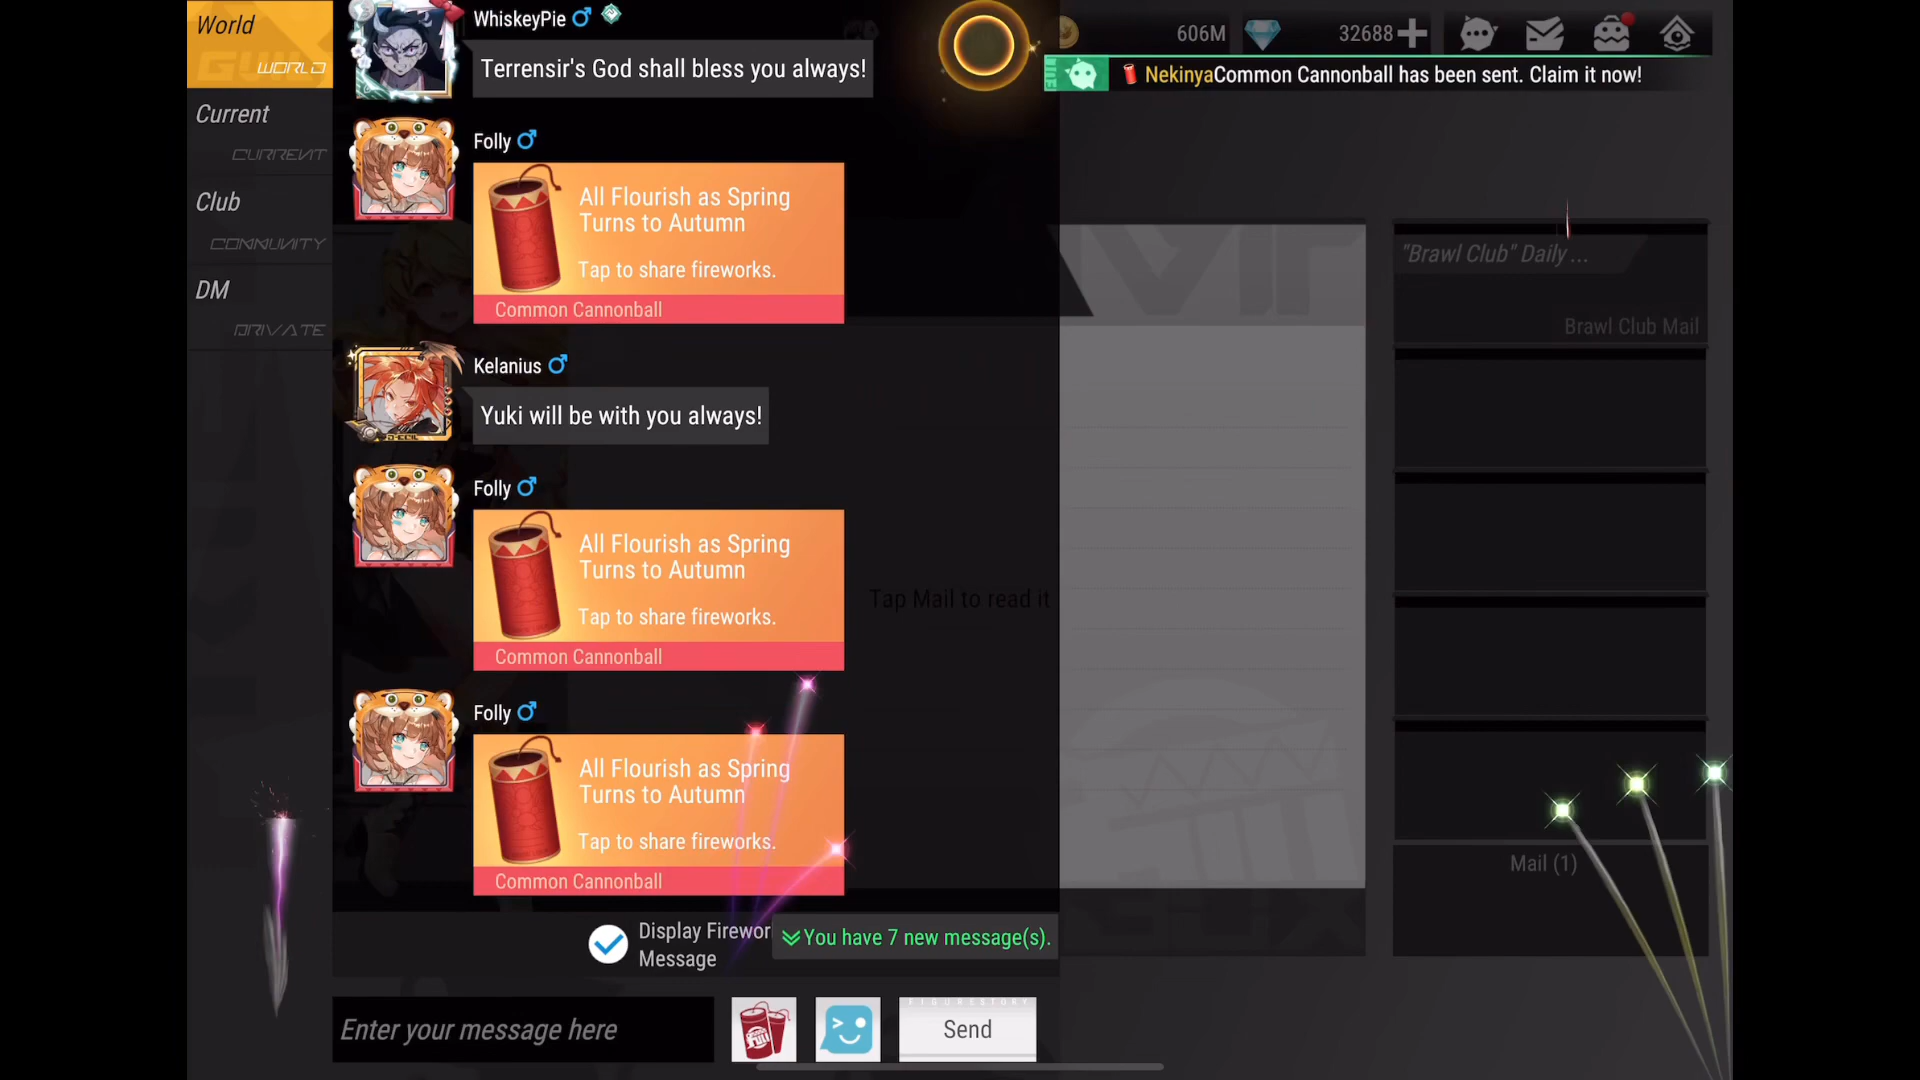 World
WORLD
Current
CURRENT
Club
COMMUNITY
DM
PRIVATE
WhiskeyPie
Terrensir's God shall bless you always!
Folly
All Flourish as Spring
Turns to Autumn
Tap to share fireworks.
Common Cannonball
Kelanius
Yuki will be with you always!
Folly
All Flourish as Spring
Turns to Autumn
Tap to share fireworks.
Common Cannonball
Folly
All Flourish as Spring
Turns to Autumn
Tap to share fireworks.
Common Cannonball
Display Firewor
Message
You have 7 new message(s).
Enter your message here
FIGURESTORY
Send
606M
32688
NekinyaCommon Cannonball has been sent. Claim it now!
Tap Mail to read it
"Brawl Club" Daily ...
Brawl Club Mail
Mail (1)